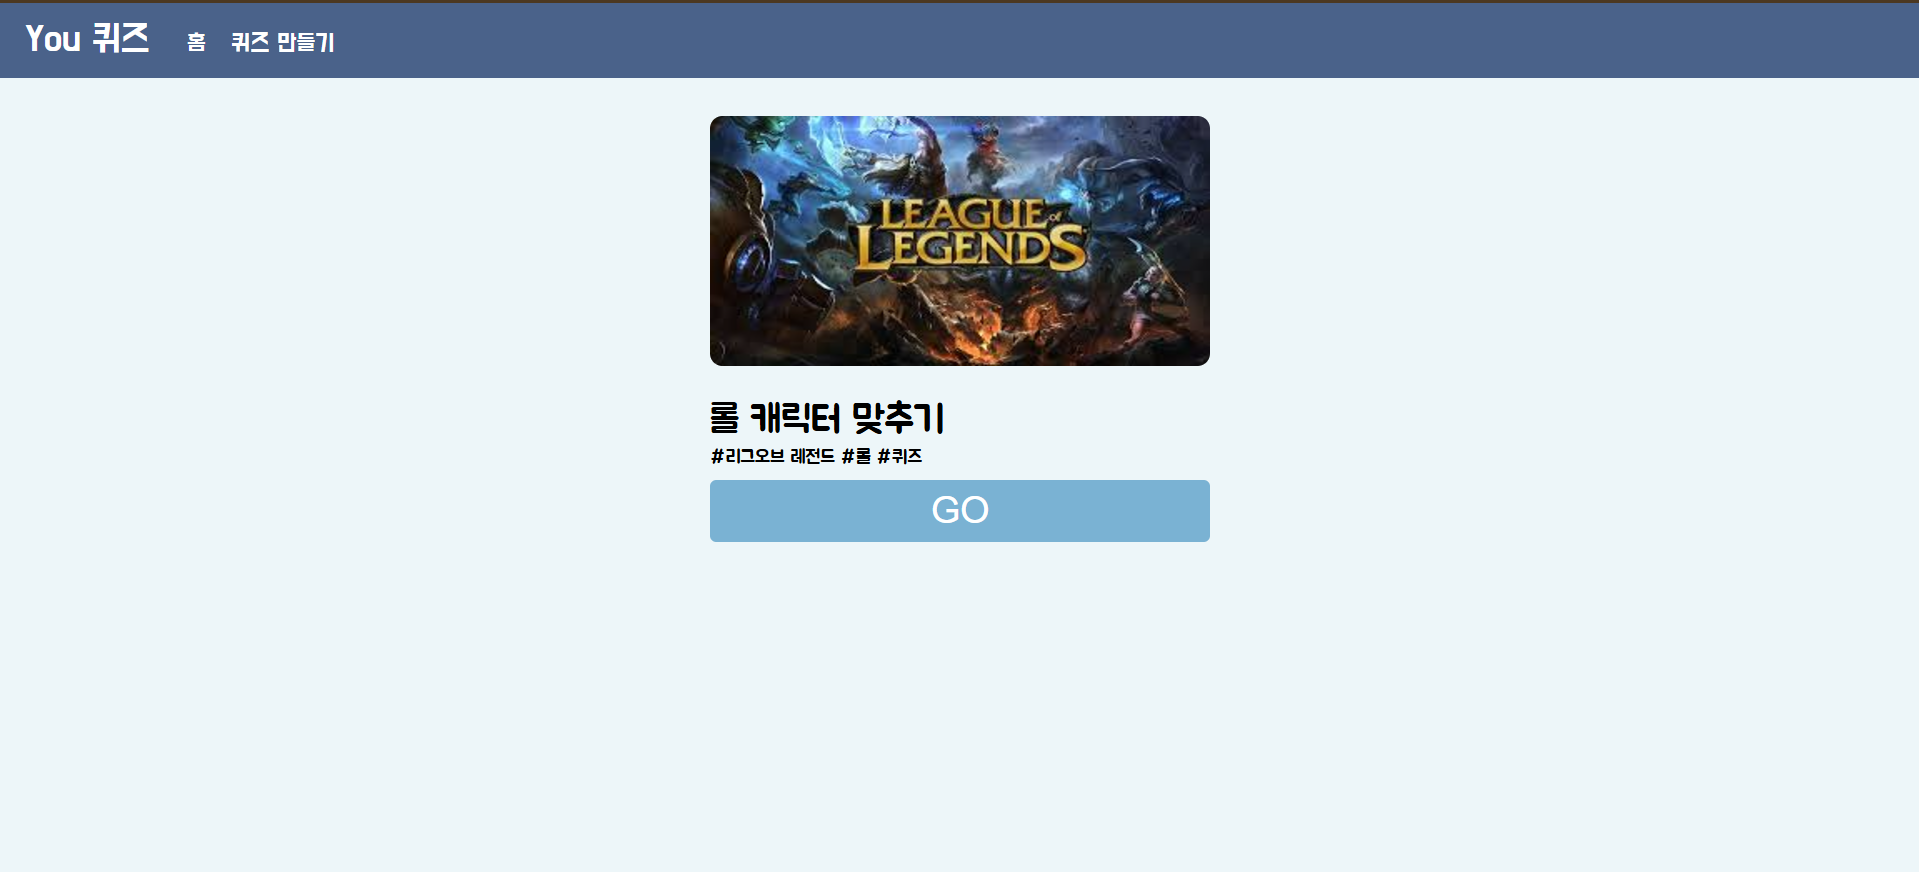 You 퀴즈 홈 퀴즈 만들기
LEAGUE of
LEGENDS
롤 캐릭터 맞추기
#리그오브 레전드 #롤 #퀴즈
GO